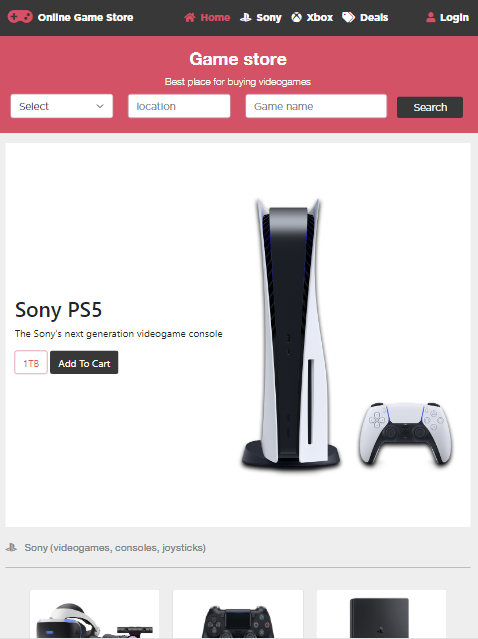 Online Game Store Home Sony Xbox Deals Login
Game store
Best place for buying videogames
Select location Game name Search
Sony PS5
The Sony's next generation videogame console
1TB Add To Cart
Sony (videogames, consoles, joysticks)